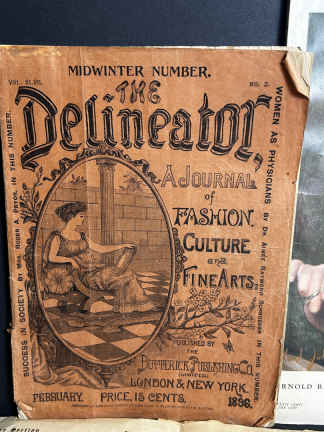 MIDWINTER NUMBER.
VOL. XLVII.
NO. 2.
THE
Delineator,
A JOURNAL
of
FASHION,
CULTURE
and
FINE ARTS.
PUBLISHED BY
THE
BUTTERICK PUBLISHING Co.
[LIMITED]
LONDON & NEW YORK.
FEBRUARY.
PRICE, 15 CENTS.
1896.
SUCCESS IN SOCIETY BY MRS. ROGER A. PRYOR, IN THIS NUMBER.
WOMEN AS PHYSICIANS BY DR. AIMÉE RAYMOND SCHROEDER IN THIS NUMBER.
RNOLD B